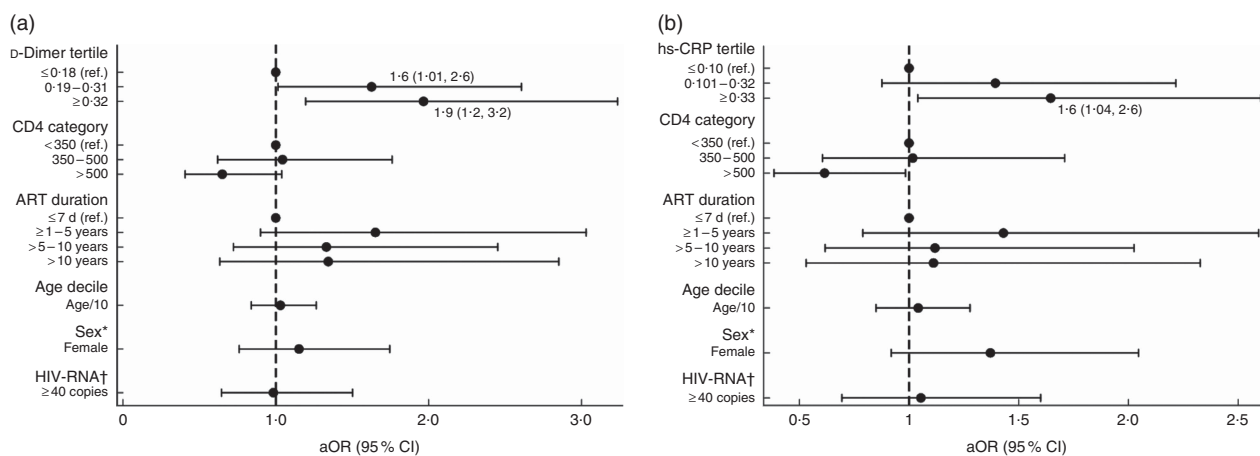 (a)
D-Dimer tertile
≤0·18 (ref.)
0·19–0·31
≥0·32
1·6 (1·01, 2·6)
1·9 (1·2, 3·2)
CD4 category
<350 (ref.)
350–500
>500
ART duration
≤7 d (ref.)
≥1–5 years
>5–10 years
>10 years
Age decile
Age/10
Sex*
Female
HIV-RNA†
≥40 copies
0 1·0 2·0 3·0
aOR (95 % CI)
(b)
hs-CRP tertile
≤0·10 (ref.)
0·101–0·32
≥0·33
1·6 (1·04, 2·6)
CD4 category
<350 (ref.)
350–500
>500
ART duration
≤7 d (ref.)
≥1–5 years
>5–10 years
>10 years
Age decile
Age/10
Sex*
Female
HIV-RNA†
≥40 copies
0·5 1 1·5 2·0 2·5
aOR (95 % CI)